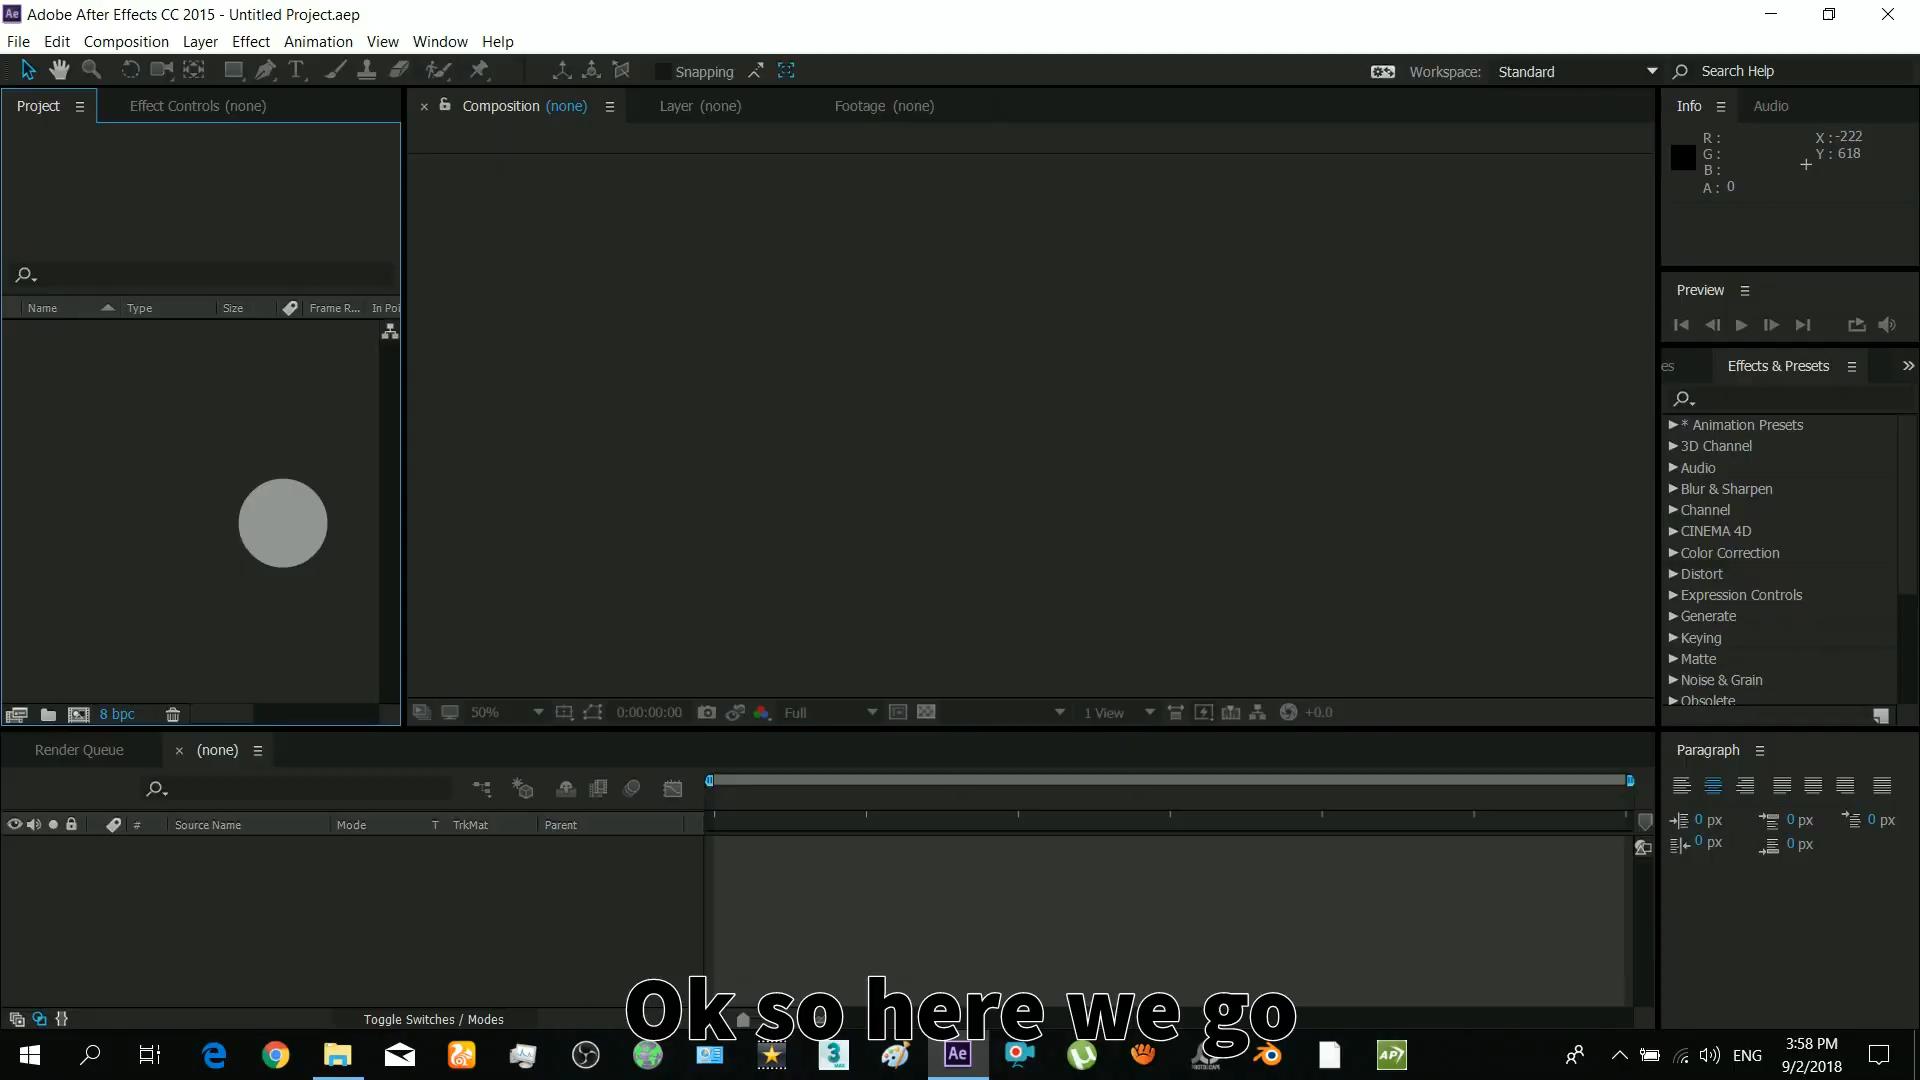 Adobe After Effects CC 2015 - Untitled Project.aep
File Edit Composition Layer Effect Animation View Window Help
Snapping
Workspace: Standard
Search Help
Project
Effect Controls (none)
Composition (none)
Layer (none)
Footage (none)
Info
Audio
R :
G :
B :
A : 0
X : -222
Y : 618
Name Type Size Frame R... In Poi
Preview
es
Effects & Presets
* Animation Presets
3D Channel
Audio
Blur & Sharpen
Channel
CINEMA 4D
Color Correction
Distort
Expression Controls
Generate
Keying
Matte
Noise & Grain
Obsolete
8 bpc
50%
0:00:00:00
Full
1 View
+0.0
Render Queue
(none)
Paragraph
# Source Name Mode T TrkMat Parent
0 px 0 px 0 px
0 px 0 px
Toggle Switches / Modes
Ok so here we go
Ae
3
AP7
ENG
3:58 PM
9/2/2018